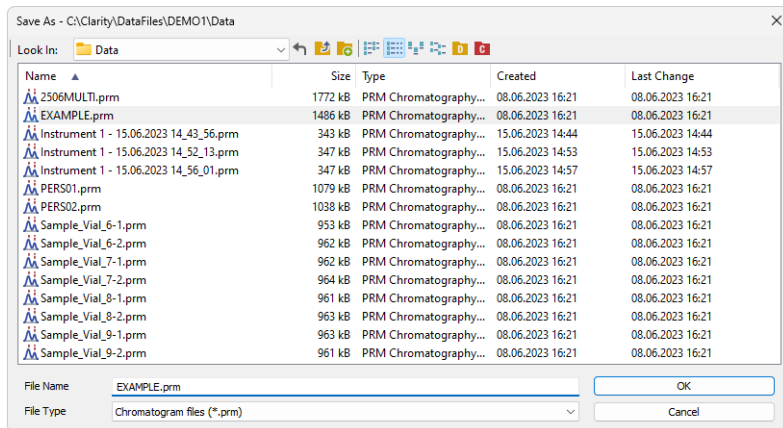 Save As - C:\Clarity\DataFiles\DEMO1\Data
Look In: Data
Name Size Type Created Last Change
2506MULTI.prm 1772 kB PRM Chromatography... 08.06.2023 16:21 08.06.2023 16:21
EXAMPLE.prm 1486 kB PRM Chromatography... 08.06.2023 16:21 08.06.2023 16:21
Instrument 1 - 15.06.2023 14_43_56.prm 343 kB PRM Chromatography... 15.06.2023 14:44 15.06.2023 14:44
Instrument 1 - 15.06.2023 14_52_13.prm 347 kB PRM Chromatography... 15.06.2023 14:53 15.06.2023 14:53
Instrument 1 - 15.06.2023 14_56_01.prm 347 kB PRM Chromatography... 15.06.2023 14:57 15.06.2023 14:57
PERS01.prm 1079 kB PRM Chromatography... 08.06.2023 16:21 08.06.2023 16:21
PERS02.prm 1038 kB PRM Chromatography... 08.06.2023 16:21 08.06.2023 16:21
Sample_Vial_6-1.prm 953 kB PRM Chromatography... 08.06.2023 16:21 08.06.2023 16:21
Sample_Vial_6-2.prm 962 kB PRM Chromatography... 08.06.2023 16:21 08.06.2023 16:21
Sample_Vial_7-1.prm 962 kB PRM Chromatography... 08.06.2023 16:21 08.06.2023 16:21
Sample_Vial_7-2.prm 964 kB PRM Chromatography... 08.06.2023 16:21 08.06.2023 16:21
Sample_Vial_8-1.prm 961 kB PRM Chromatography... 08.06.2023 16:21 08.06.2023 16:21
Sample_Vial_8-2.prm 963 kB PRM Chromatography... 08.06.2023 16:21 08.06.2023 16:21
Sample_Vial_9-1.prm 963 kB PRM Chromatography... 08.06.2023 16:21 08.06.2023 16:21
Sample_Vial_9-2.prm 961 kB PRM Chromatography... 08.06.2023 16:21 08.06.2023 16:21
File Name EXAMPLE.prm OK
File Type Chromatogram files (*.prm) Cancel